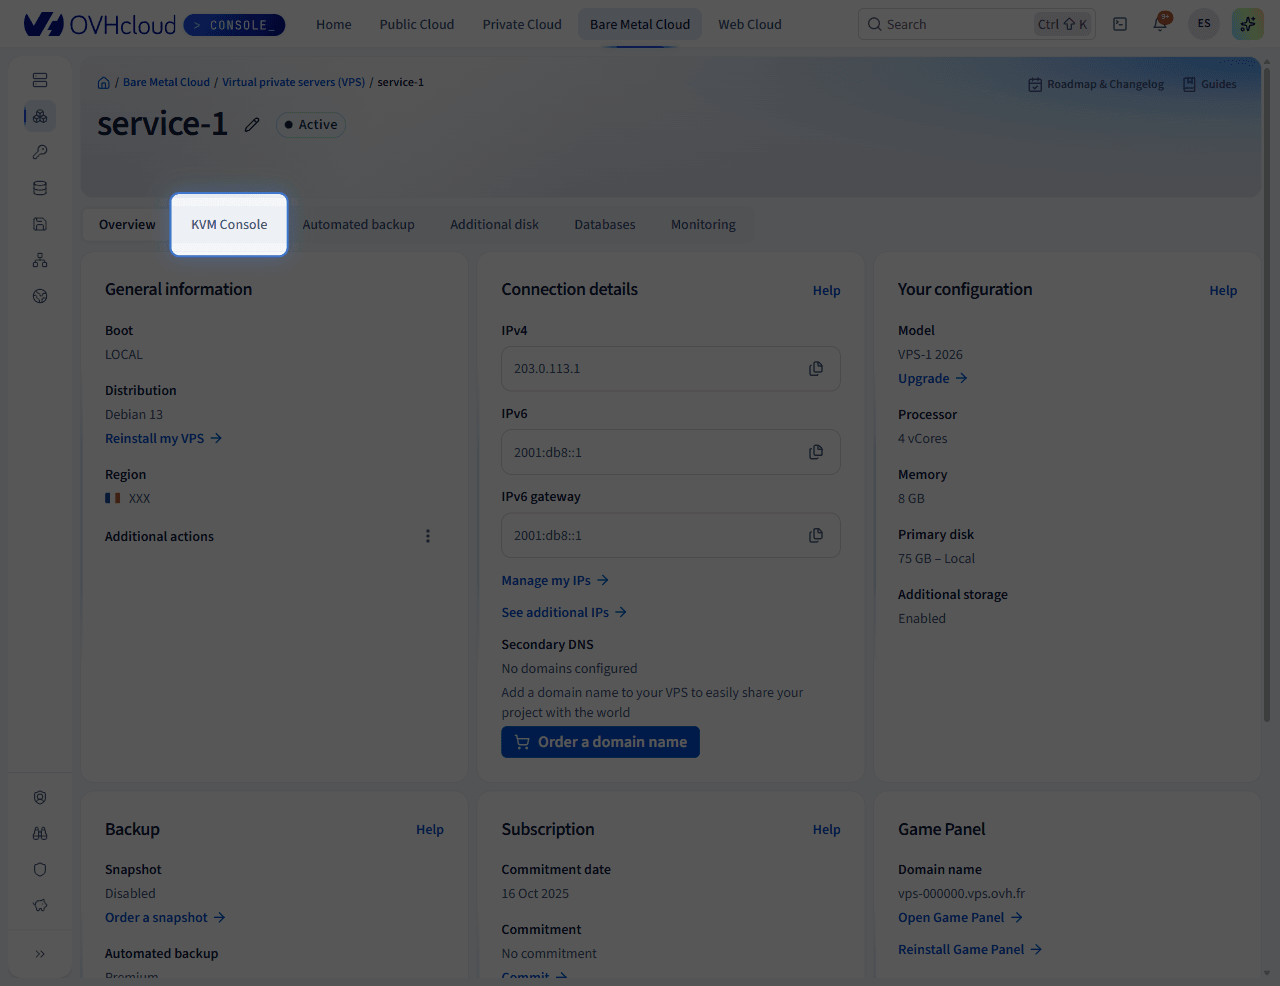 OVHcloud > CONSOLE_ Home Public Cloud Private Cloud Bare Metal Cloud Web Cloud Search Ctrl K 9+ ES
/ Bare Metal Cloud / Virtual private servers (VPS) / service-1 Roadmap & Changelog Guides
service-1 Active
Overview KVM Console Automated backup Additional disk Databases Monitoring
General information
Boot
LOCAL
Distribution
Debian 13
Reinstall my VPS
Region
XXX
Additional actions
Connection details Help
IPv4
203.0.113.1
IPv6
2001:db8::1
IPv6 gateway
2001:db8::1
Manage my IPs
See additional IPs
Secondary DNS
No domains configured
Add a domain name to your VPS to easily share your
project with the world
Order a domain name
Your configuration Help
Model
VPS-1 2026
Upgrade
Processor
4 vCores
Memory
8 GB
Primary disk
75 GB – Local
Additional storage
Enabled
Backup Help
Snapshot
Disabled
Order a snapshot
Automated backup
Premium
Subscription Help
Commitment date
16 Oct 2025
Commitment
No commitment
Commit
Game Panel
Domain name
vps-000000.vps.ovh.fr
Open Game Panel
Reinstall Game Panel